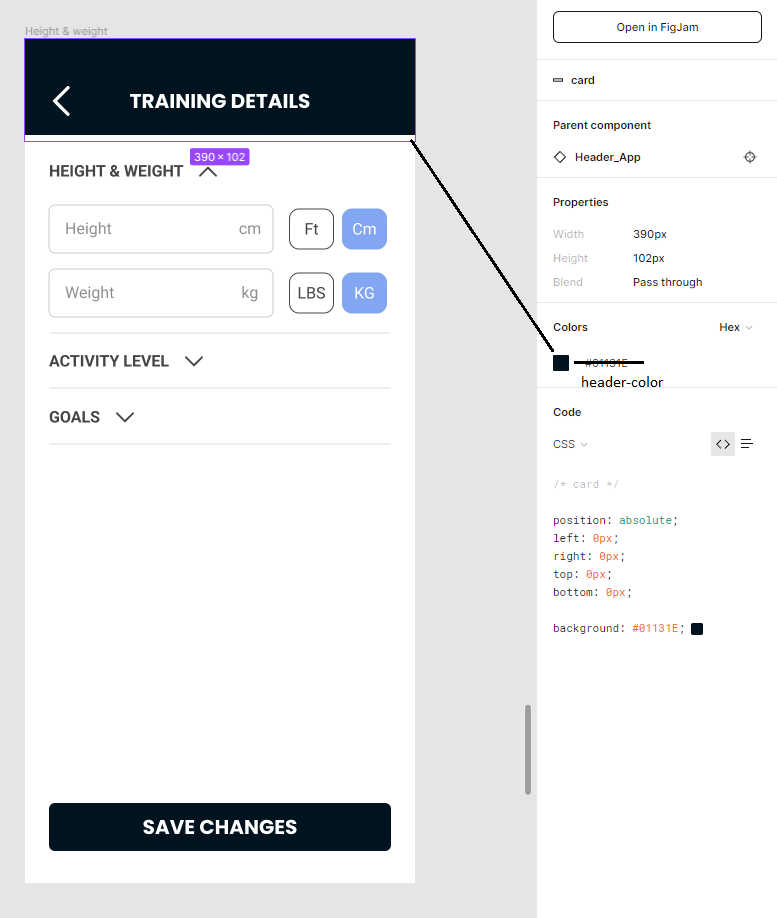 Height & weight
TRAINING DETAILS
390 × 102
HEIGHT & WEIGHT
Height cm Ft Cm
Weight kg LBS KG
ACTIVITY LEVEL
GOALS
SAVE CHANGES
Open in FigJam
card
Parent component
Header_App
Properties
Width 390px
Height 102px
Blend Pass through
Colors Hex
#01131E
header-color
Code
CSS
/* card */
position: absolute;
left: 0px;
right: 0px;
top: 0px;
bottom: 0px;
background: #01131E;